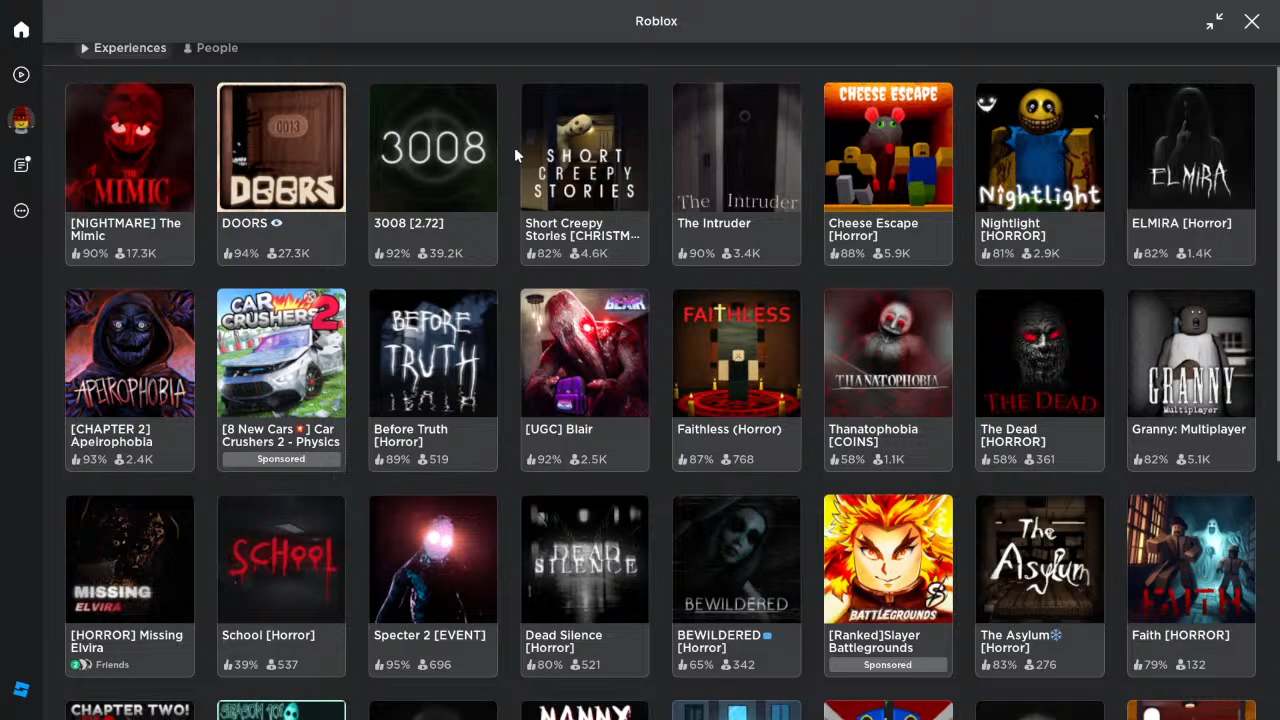 Roblox
Experiences
People
THE MIMIC
[NIGHTMARE] The
Mimic
90% 17.3K
0013
DOORS
DOORS
94% 27.3K
3008
3008 [2.72]
92% 39.2K
SHORT
CREEPY
STORIES
Short Creepy
Stories [CHRISTM...
82% 4.6K
The Intruder
The Intruder
90% 3.4K
CHEESE ESCAPE
Cheese Escape
[Horror]
88% 5.9K
Nightlight
Nightlight
[HORROR]
81% 2.9K
ELMIRA
ELMIRA [Horror]
82% 1.4K
APEIROPHOBIA
[CHAPTER 2]
Apeirophobia
93% 2.4K
CAR
CRUSHERS 2
[8 New Cars💥] Car
Crushers 2 - Physics
Sponsored
BEFORE
TRUTH
Before Truth
[Horror]
89% 519
BLAIR
[UGC] Blair
92% 2.5K
FAITHLESS
Faithless (Horror)
87% 768
THANATOPHOBIA
Thanatophobia
[COINS]
58% 1.1K
THE DEAD
The Dead
[HORROR]
58% 361
GRANNY
Multiplayer
Granny: Multiplayer
82% 5.1K
MISSING
ELVIRA
[HORROR] Missing
Elvira
2 Friends
SCHOOL
School [Horror]
39% 537
Specter 2 [EVENT]
95% 696
DEAD
SILENCE
Dead Silence
[Horror]
80% 521
BEWILDERED
BEWILDERED
[Horror]
65% 342
BATTLEGROUNDS
S
[Ranked]Slayer
Battlegrounds
Sponsored
The
Asylum
The Asylum❄️
[Horror]
83% 276
FAITH
Faith [HORROR]
79% 132
CHAPTER TWO!
NANNY